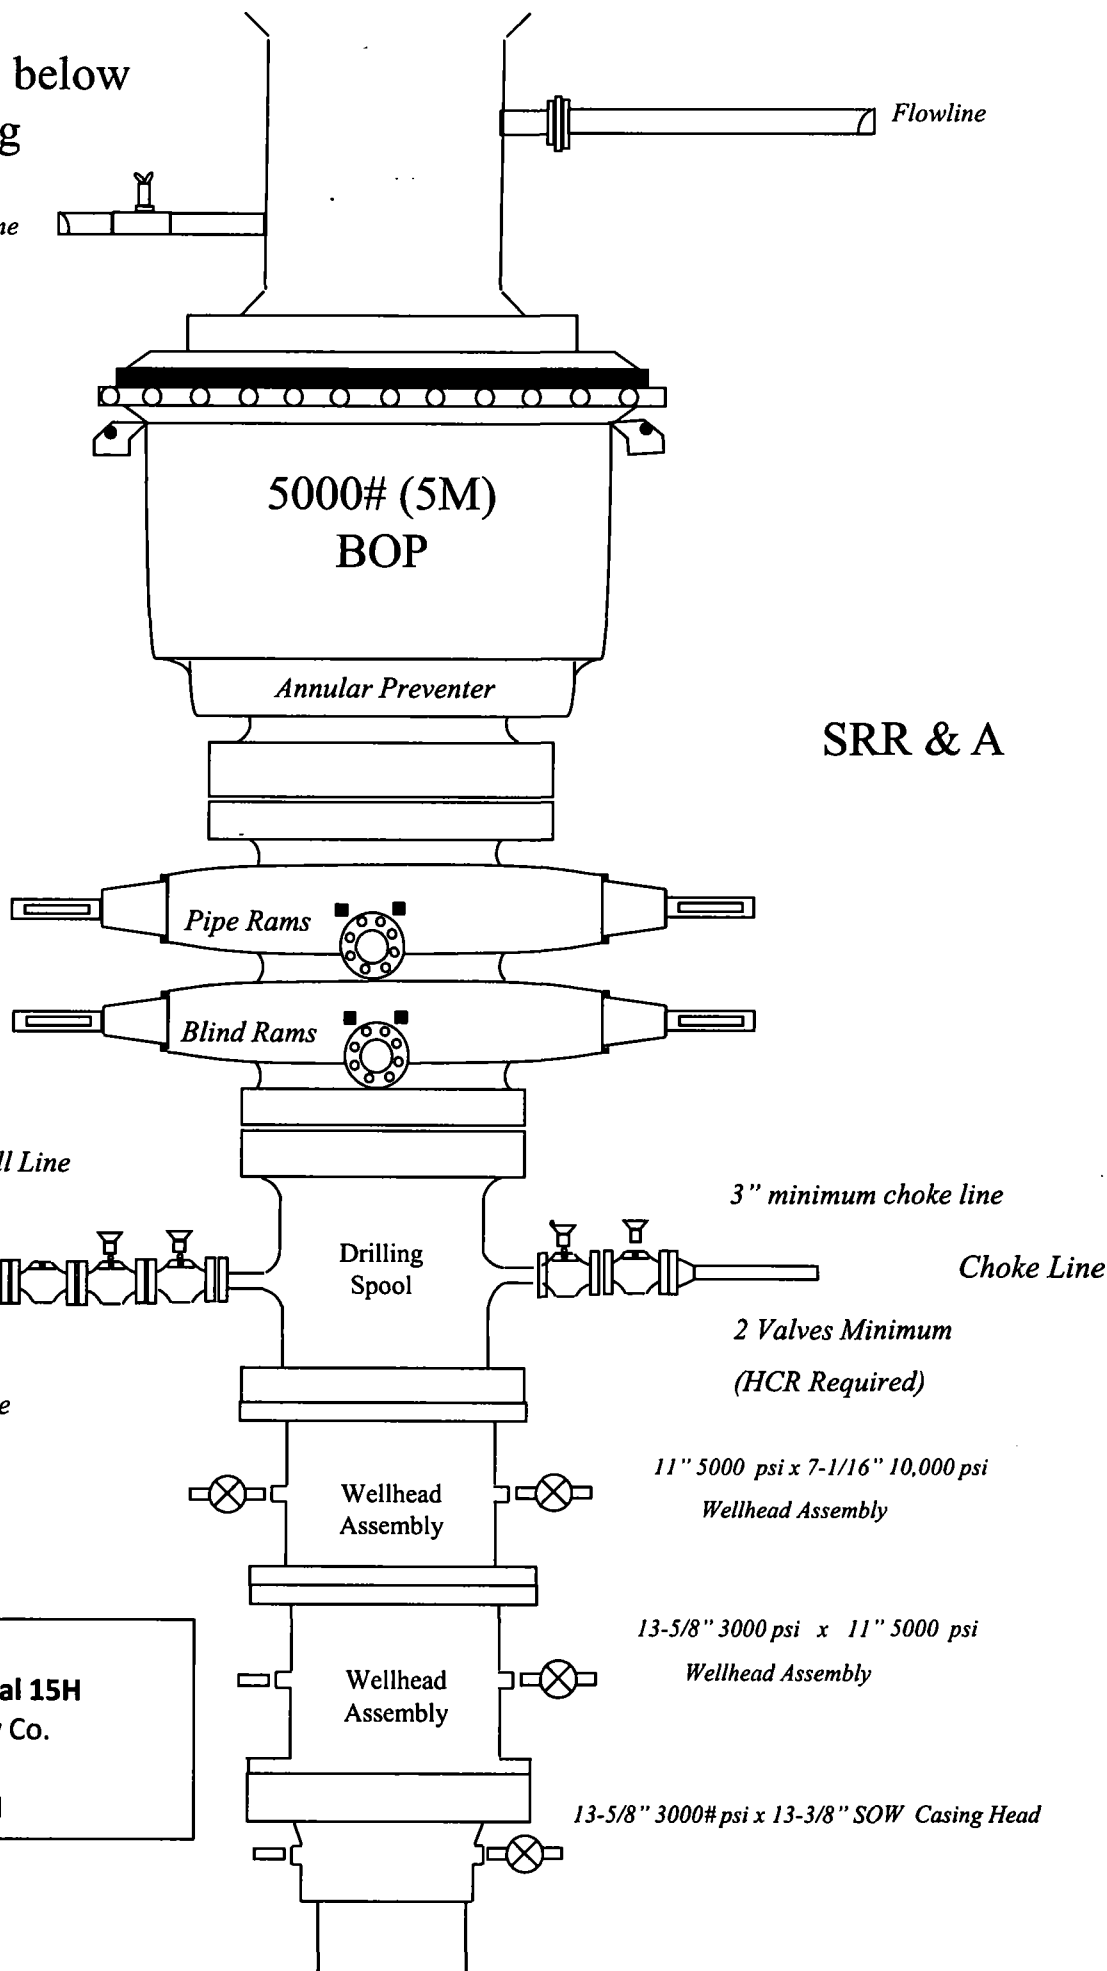 below
g
Flowline
ne
5000# (5M)
BOP
Annular Preventer
SRR & A
Pipe Rams
Blind Rams
ll Line
3" minimum choke line
Drilling
Spool
Choke Line
2 Valves Minimum
(HCR Required)
e
11" 5000 psi x 7-1/16" 10,000 psi
Wellhead Assembly
Wellhead
Assembly
13-5/8" 3000 psi x 11" 5000 psi
Wellhead Assembly
Wellhead
Assembly
al 15H
Co.
13-5/8" 3000# psi x 13-3/8" SOW Casing Head